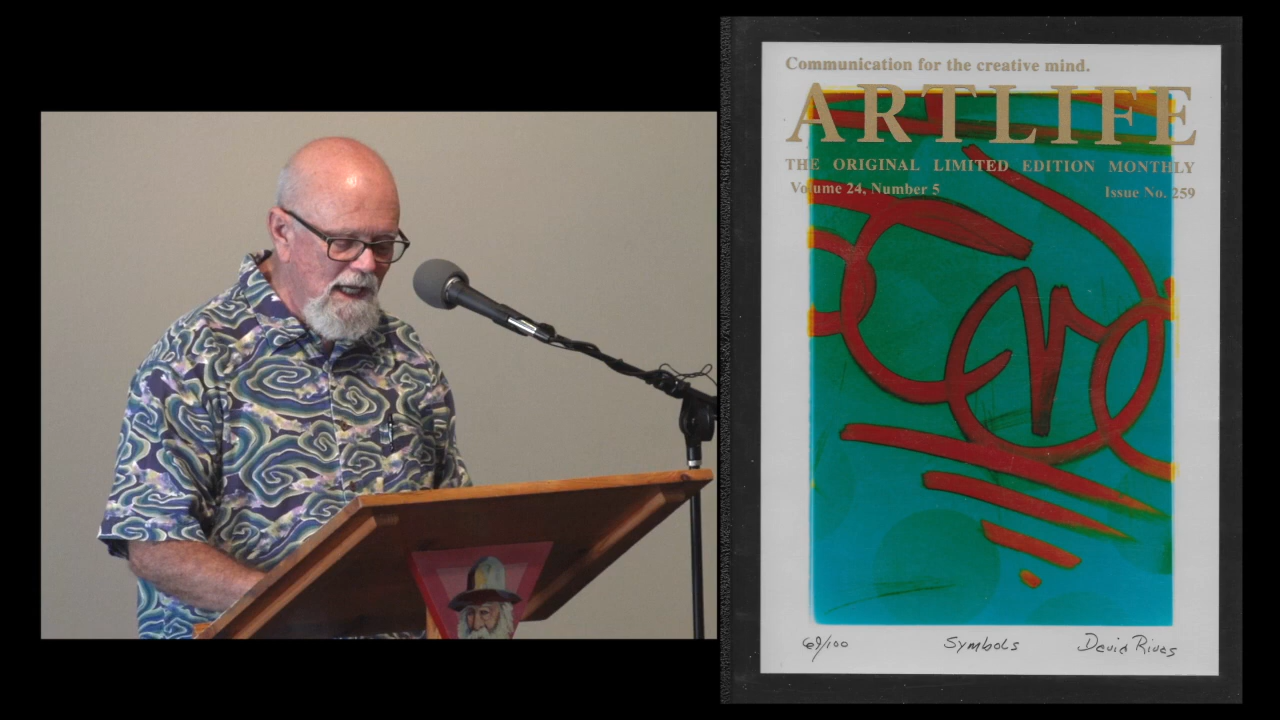 Communication for the creative mind.
ARTLIFE
THE ORIGINAL LIMITED EDITION MONTHLY
Volume 24, Number 5 Issue No. 259
69/100 Symbols David Rivas